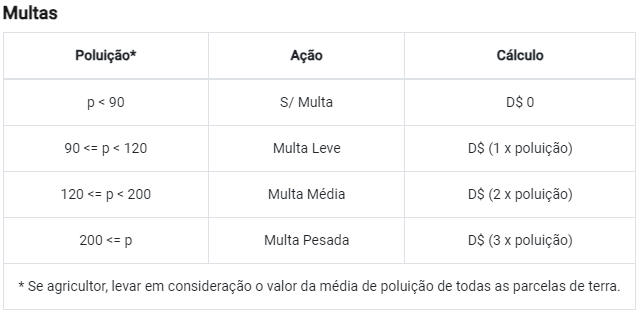 Multas
Poluição* Ação Cálculo
p < 90 S/ Multa D$ 0
90 <= p < 120 Multa Leve D$ (1 x poluição)
120 <= p < 200 Multa Média D$ (2 x poluição)
200 <= p Multa Pesada D$ (3 x poluição)
* Se agricultor, levar em consideração o valor da média de poluição de todas as parcelas de terra.